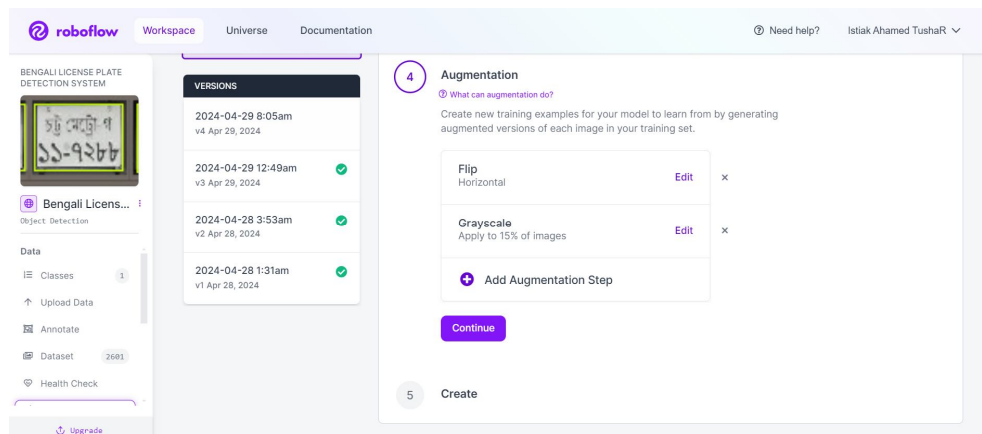 roboflow
Workspace
Universe
Documentation
Need help?
Istiak Ahamed TushaR
BENGALI LICENSE PLATE
DETECTION SYSTEM
চট্ট মেট্রো-গ
১১-৭২৮৮
Bengali Licens...
Object Detection
Data
Classes 1
Upload Data
Annotate
Dataset 2601
Health Check
Upgrade
VERSIONS
2024-04-29 8:05am
v4 Apr 29, 2024
2024-04-29 12:49am
v3 Apr 29, 2024
2024-04-28 3:53am
v2 Apr 28, 2024
2024-04-28 1:31am
v1 Apr 28, 2024
4 Augmentation
What can augmentation do?
Create new training examples for your model to learn from by generating
augmented versions of each image in your training set.
Flip
Horizontal
Edit
Grayscale
Apply to 15% of images
Edit
Add Augmentation Step
Continue
5 Create